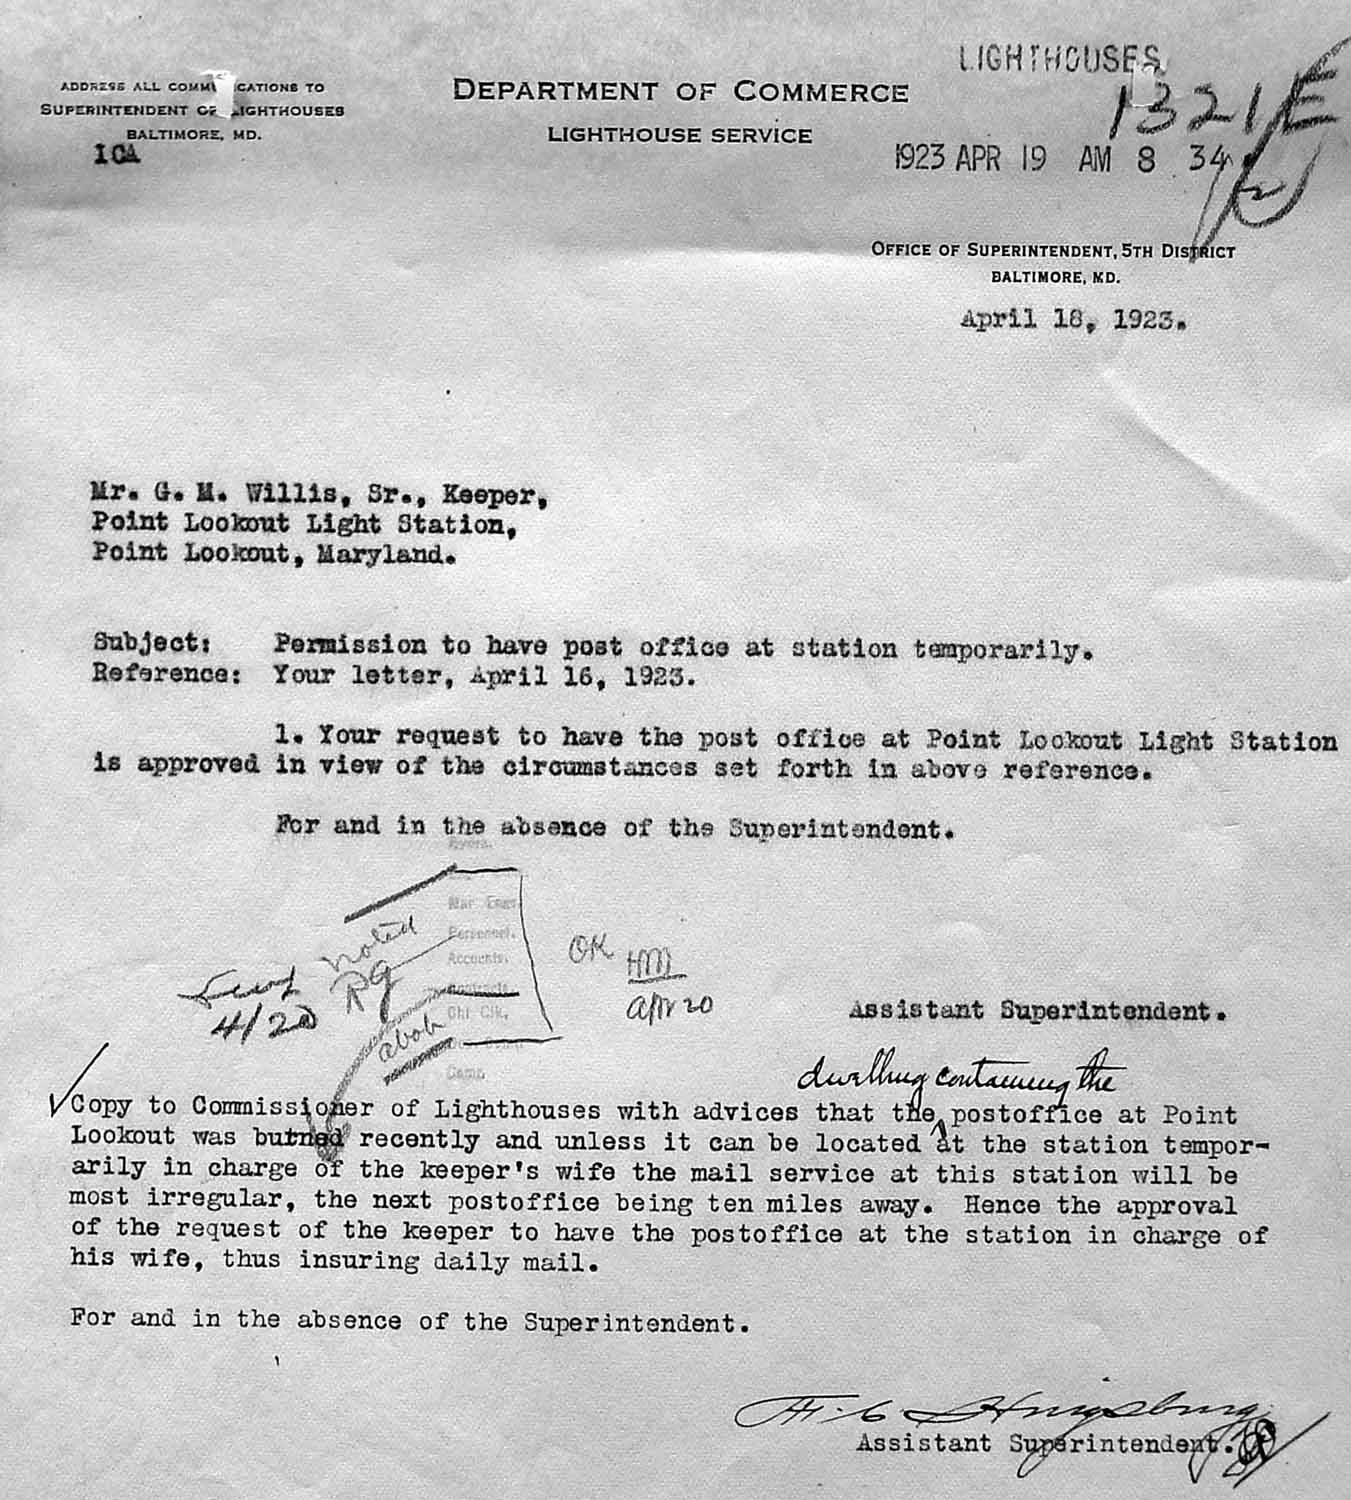 LIGHTHOUSES
1321E
1923 APR 19 AM 8 34
ADDRESS ALL COMMUNICATIONS TO
SUPERINTENDENT OF LIGHTHOUSES
BALTIMORE, MD.
ICA
DEPARTMENT OF COMMERCE
LIGHTHOUSE SERVICE
OFFICE OF SUPERINTENDENT, 5TH DISTRICT
BALTIMORE, MD.
April 18, 1923.
Mr. G. M. Willis, Sr., Keeper,
Point Lookout Light Station,
Point Lookout, Maryland.
Subject: Permission to have post office at station temporarily.
Reference: Your letter, April 16, 1923.
1. Your request to have the post office at Point Lookout Light Station
is approved in view of the circumstances set forth in above reference.
For and in the absence of the Superintendent.
Personnel.
Accounts.
Contracts
Chi Clk.
noted
RG
4/20
OK
HM
apr 20
Assistant Superintendent.
dwelling containing the
Copy to Commissioner of Lighthouses with advices that the postoffice at Point
Lookout was burned recently and unless it can be located at the station tempor-
arily in charge of the keeper's wife the mail service at this station will be
most irregular, the next postoffice being ten miles away. Hence the approval
of the request of the keeper to have the postoffice at the station in charge of
his wife, thus insuring daily mail.
For and in the absence of the Superintendent.
Assistant Superintendent.